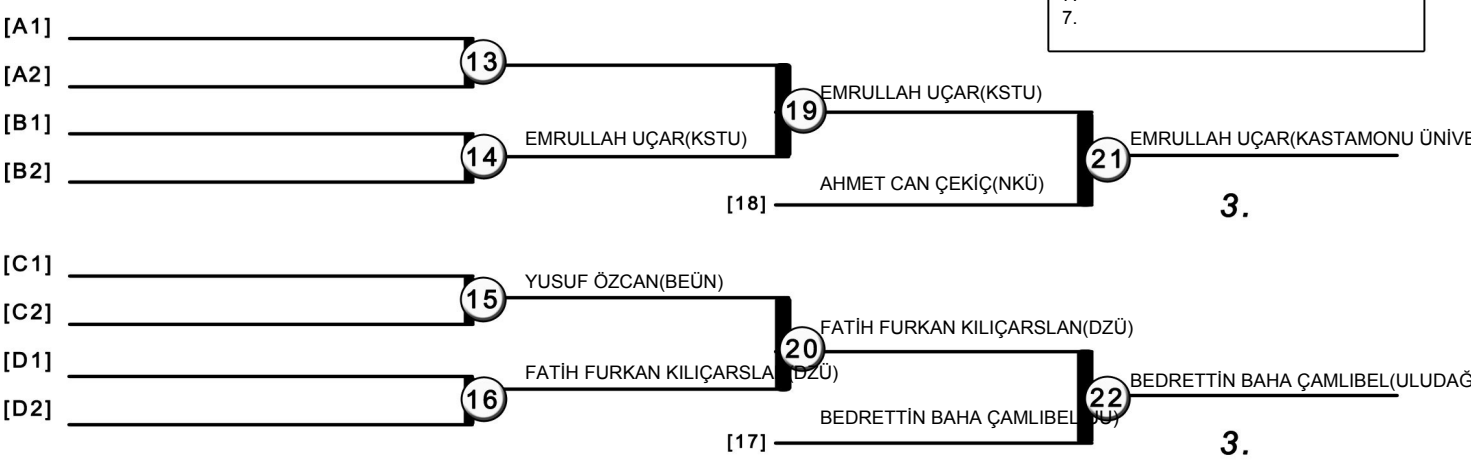 7.
[A1]
[A2]
13
[B1]
[B2]
14
EMRULLAH UÇAR(KSTU)
19
EMRULLAH UÇAR(KSTU)
AHMET CAN ÇEKİÇ(NKÜ)
[18]
21
EMRULLAH UÇAR(KASTAMONU ÜNİVE
3.
[C1]
[C2]
15
YUSUF ÖZCAN(BEÜN)
[D1]
[D2]
16
FATİH FURKAN KILIÇARSLA DZÜ)
20
FATİH FURKAN KILIÇARSLAN(DZÜ)
BEDRETTİN BAHA ÇAMLIBEL
[17]
22
BEDRETTİN BAHA ÇAMLIBEL(ULUDAĞ
3.